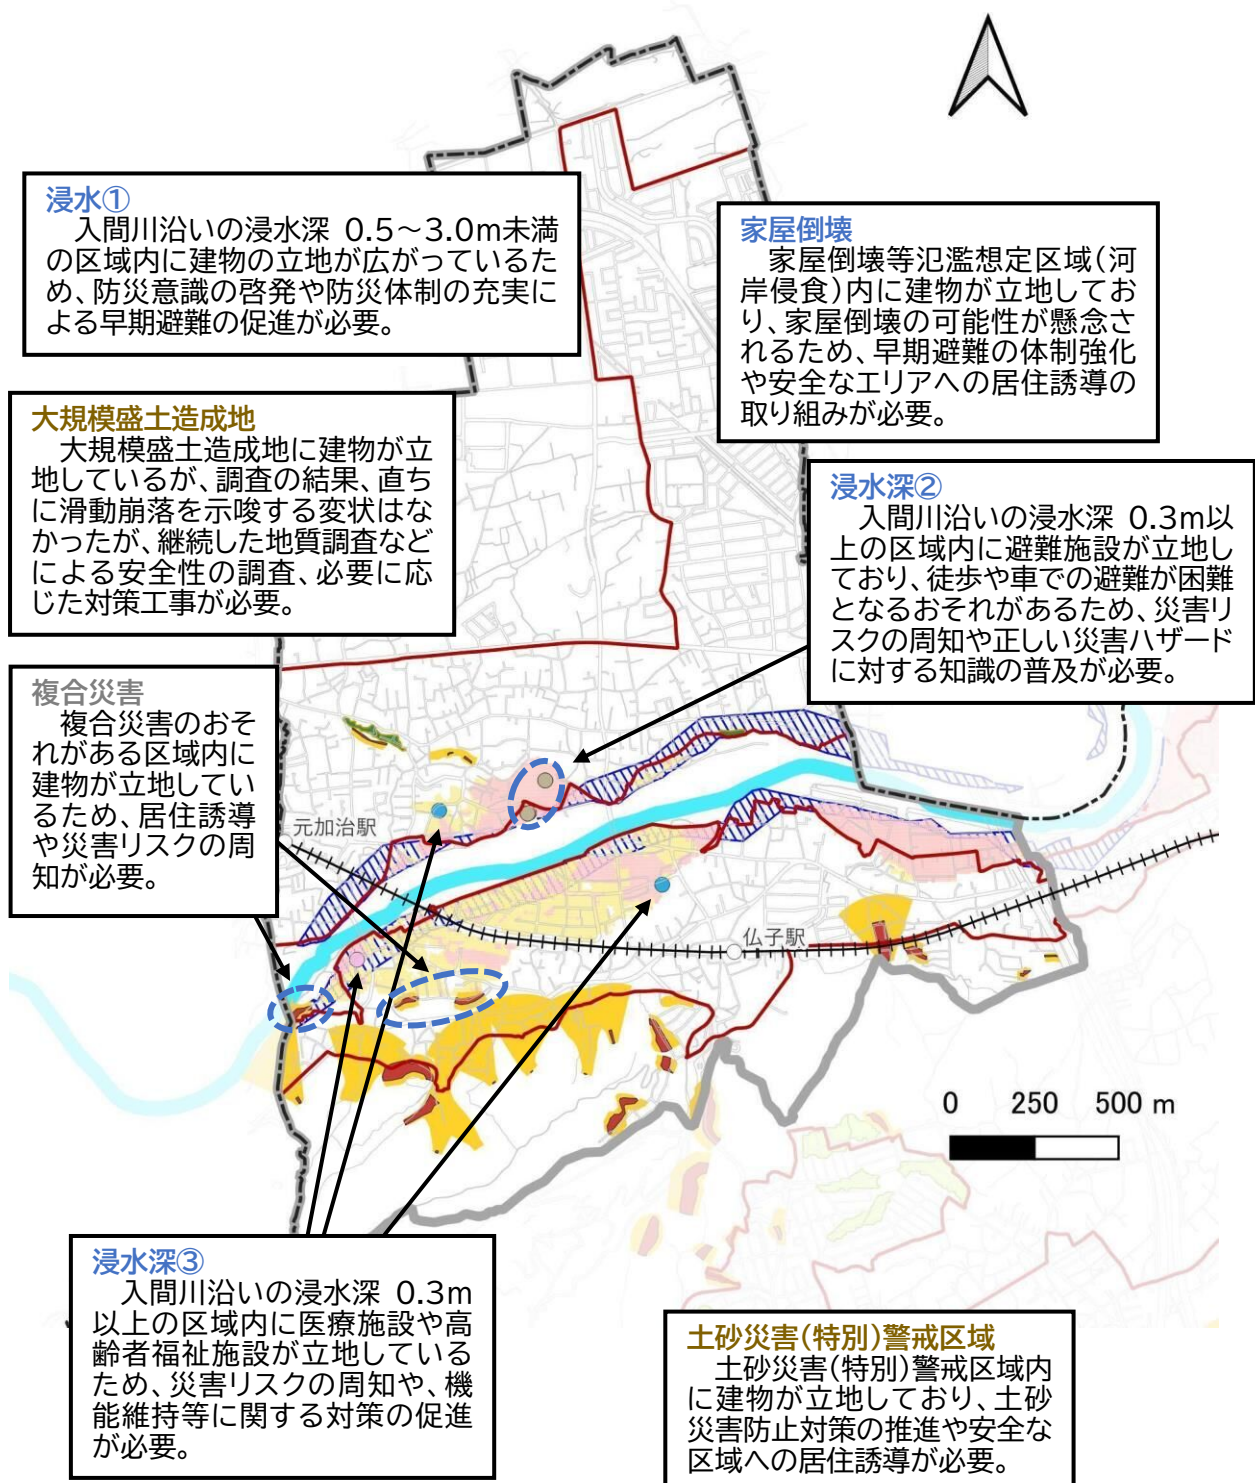 浸水①
入間川沿いの浸水深 0.5～3.0m未満
の区域内に建物の立地が広がっているた
め、防災意識の啓発や防災体制の充実に
よる早期避難の促進が必要。
家屋倒壊
家屋倒壊等氾濫想定区域(河
岸侵食)内に建物が立地してお
り、家屋倒壊の可能性が懸念さ
れるため、早期避難の体制強化
や安全なエリアへの居住誘導の
取り組みが必要。
大規模盛土造成地
大規模盛土造成地に建物が立
地しているが、調査の結果、直ち
に滑動崩落を示唆する変状はな
かったが、継続した地質調査など
による安全性の調査、必要に応
じた対策工事が必要。
浸水深②
入間川沿いの浸水深 0.3m以
上の区域内に避難施設が立地し
ており、徒歩や車での避難が困難
となるおそれがあるため、災害リ
スクの周知や正しい災害ハザード
に対する知識の普及が必要。
複合災害
複合災害のおそ
れがある区域内に
建物が立地してい
るため、居住誘導
や災害リスクの周
知が必要。
元加治駅
仏子駅
0 250 500 m
浸水深③
入間川沿いの浸水深 0.3m
以上の区域内に医療施設や高
齢者福祉施設が立地している
ため、災害リスクの周知や、機
能維持等に関する対策の促進
が必要。
土砂災害(特別)警戒区域
土砂災害(特別)警戒区域内
に建物が立地しており、土砂
災害防止対策の推進や安全な
区域への居住誘導が必要。